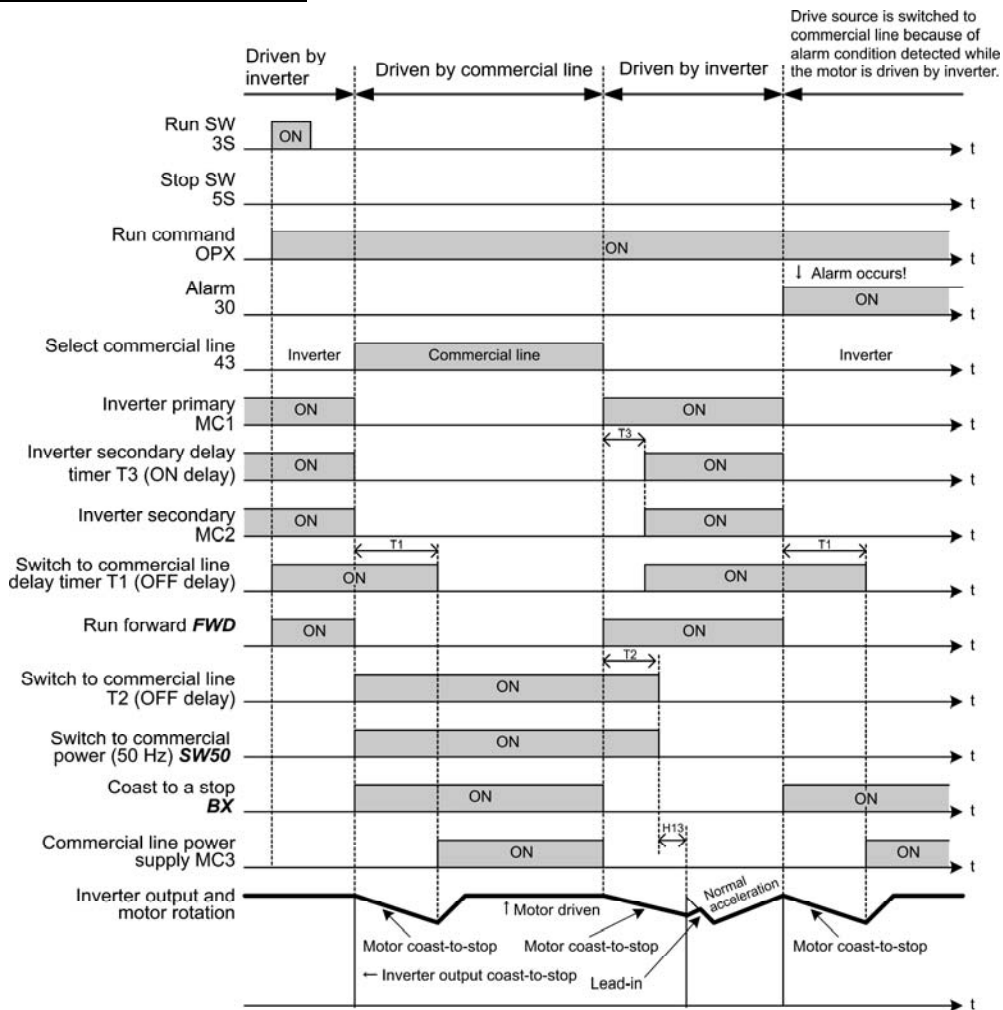 Drive source is switched to
commercial line because of
alarm condition detected while
the motor is driven by inverter.
Driven by
inverter
Driven by commercial line
Driven by inverter
Run SW
3S
ON
t
Stop SW
5S
t
Run command
OPX
ON
t
Alarm
30
↓ Alarm occurs!
ON
t
Select commercial line
43
Inverter
Commercial line
Inverter
t
Inverter primary
MC1
ON
ON
t
T3
Inverter secondary delay
timer T3 (ON delay)
ON
ON
t
Inverter secondary
MC2
ON
ON
t
T1
T1
Switch to commercial line
delay timer T1 (OFF delay)
ON
ON
t
Run forward FWD
ON
ON
t
T2
Switch to commercial line
T2 (OFF delay)
ON
t
Switch to commercial
power (50 Hz) SW50
ON
t
Coast to a stop
BX
ON
ON
t
H13
Commercial line power
supply MC3
ON
ON
t
Inverter output and
motor rotation
Normal
acceleration
↑ Motor driven
Motor coast-to-stop
Motor coast-to-stop
Motor coast-to-stop
← Inverter output coast-to-stop
Lead-in
t